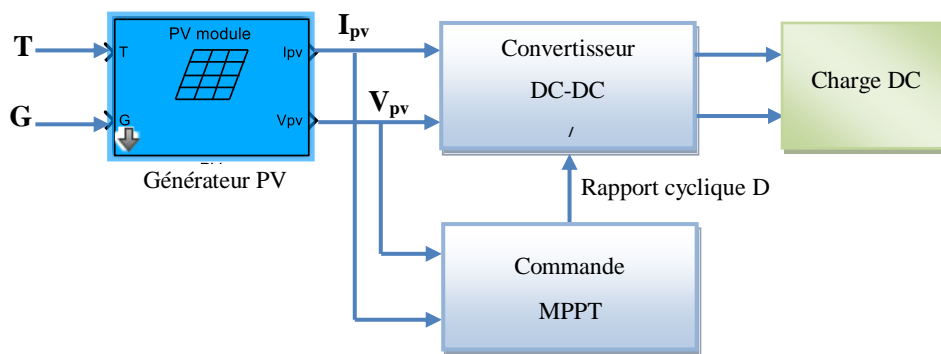 T
G
PV module
T
G
Ipv
Vpv
Générateur PV
Ipv
Vpv
Convertisseur
DC-DC
/
Charge DC
Rapport cyclique D
Commande
MPPT